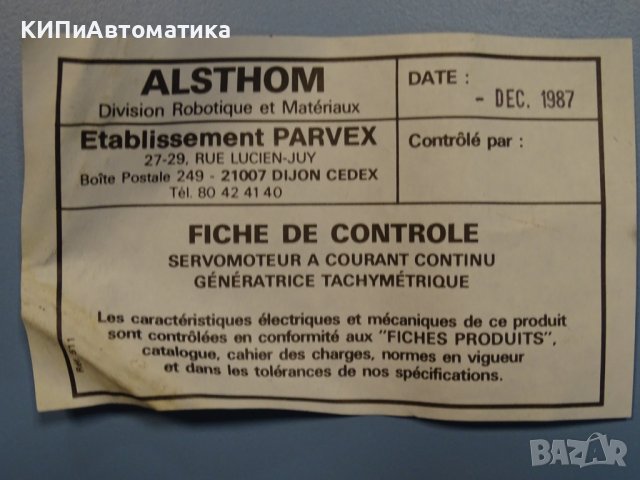 КИПиАвтоматика
ALSTHOM
Division Robotique et Matériaux
DATE :
- DEC. 1987
Etablissement PARVEX
27-29, RUE LUCIEN-JUY
Boîte Postale 249 - 21007 DIJON CEDEX
Tél. 80 42 41 40
Contrôlé par :
FICHE DE CONTROLE
SERVOMOTEUR A COURANT CONTINU
GÉNÉRATRICE TACHYMÉTRIQUE
Les caractéristiques électriques et mécaniques de ce produit
sont contrôlées en conformité aux "FICHES PRODUITS",
catalogue, cahier des charges, normes en vigueur
et dans les tolérances de nos spécifications.
BAZAR